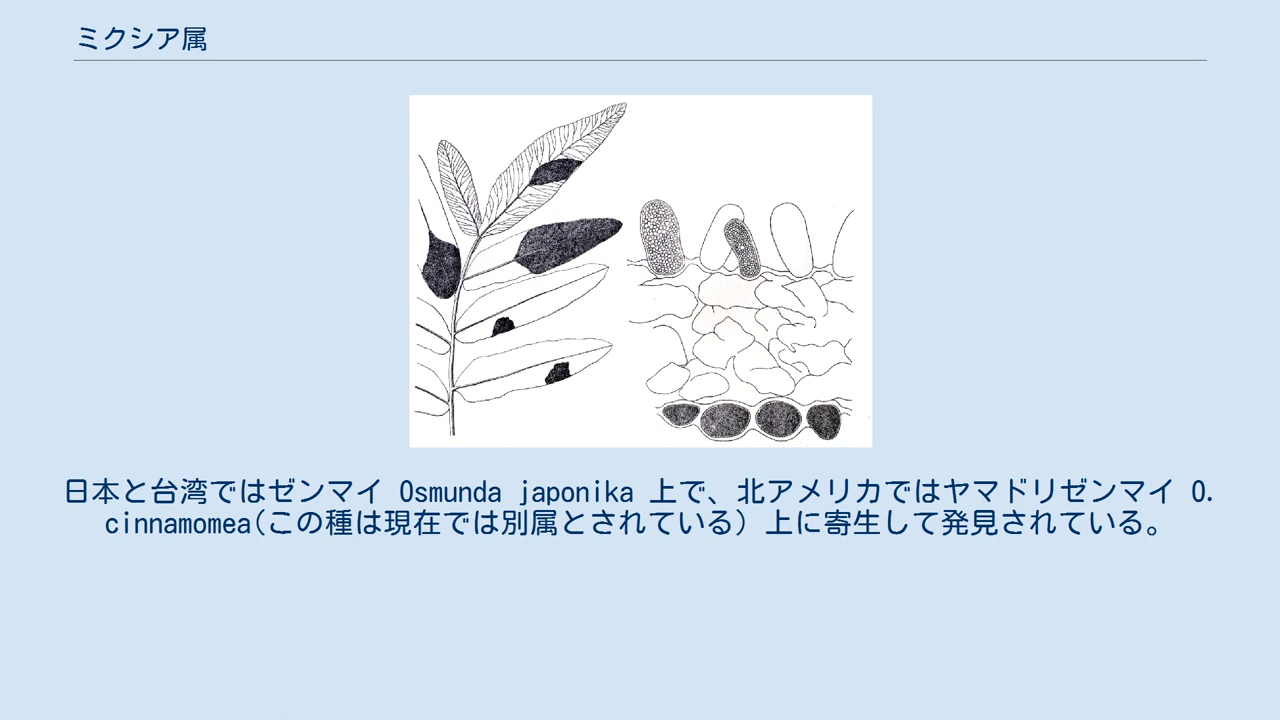 ミクシア属
日本と台湾ではゼンマイ Osmunda japonika 上で、北アメリカではヤマドリゼンマイ O.
cinnamomea(この種は現在では別属とされている) 上に寄生して発見されている。